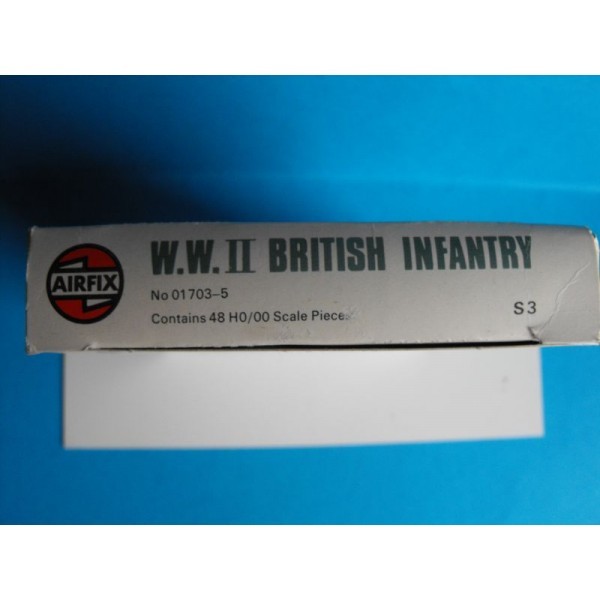 AIRFIX
W.W. II BRITISH INFANTRY
No 01703-5
Contains 48 H0/00 Scale Pieces
S3